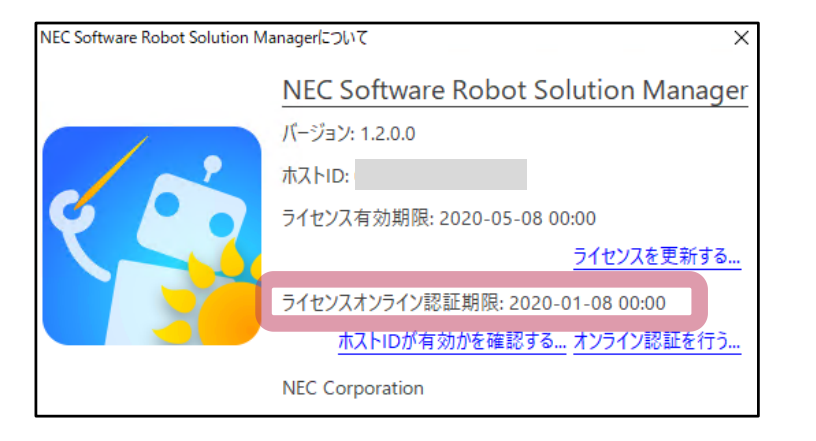 NEC Software Robot Solution Managerについて
NEC Software Robot Solution Manager
バージョン: 1.2.0.0
ホストID:
ライセンス有効期限: 2020-05-08 00:00
ライセンスを更新する...
ライセンスオンライン認証期限: 2020-01-08 00:00
ホストIDが有効かを確認する... オンライン認証を行う...
NEC Corporation